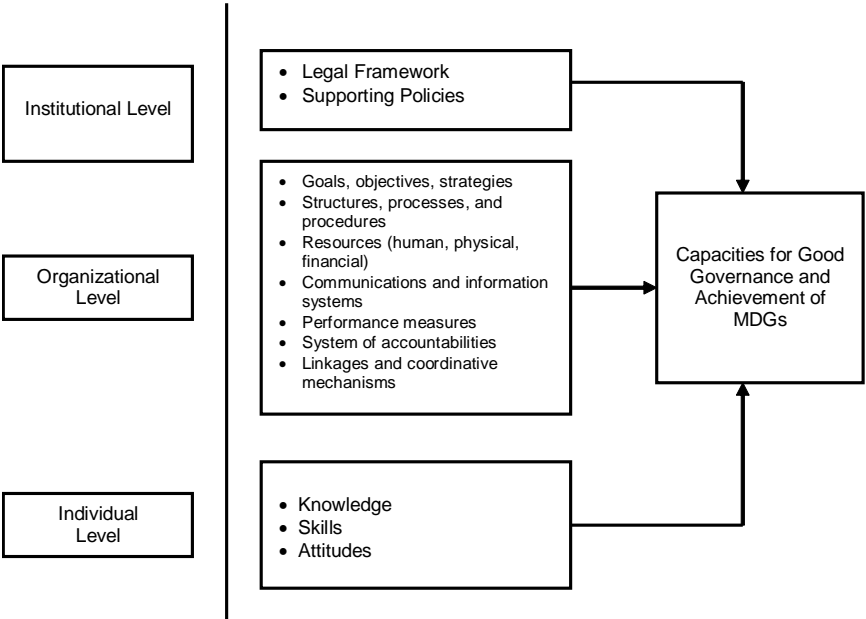 Institutional Level
• Legal Framework
• Supporting Policies
Organizational
Level
• Goals, objectives, strategies
• Structures, processes, and
procedures
• Resources (human, physical,
financial)
• Communications and information
systems
• Performance measures
• System of accountabilities
• Linkages and coordinative
mechanisms
Capacities for Good
Governance and
Achievement of
MDGs
Individual
Level
• Knowledge
• Skills
• Attitudes